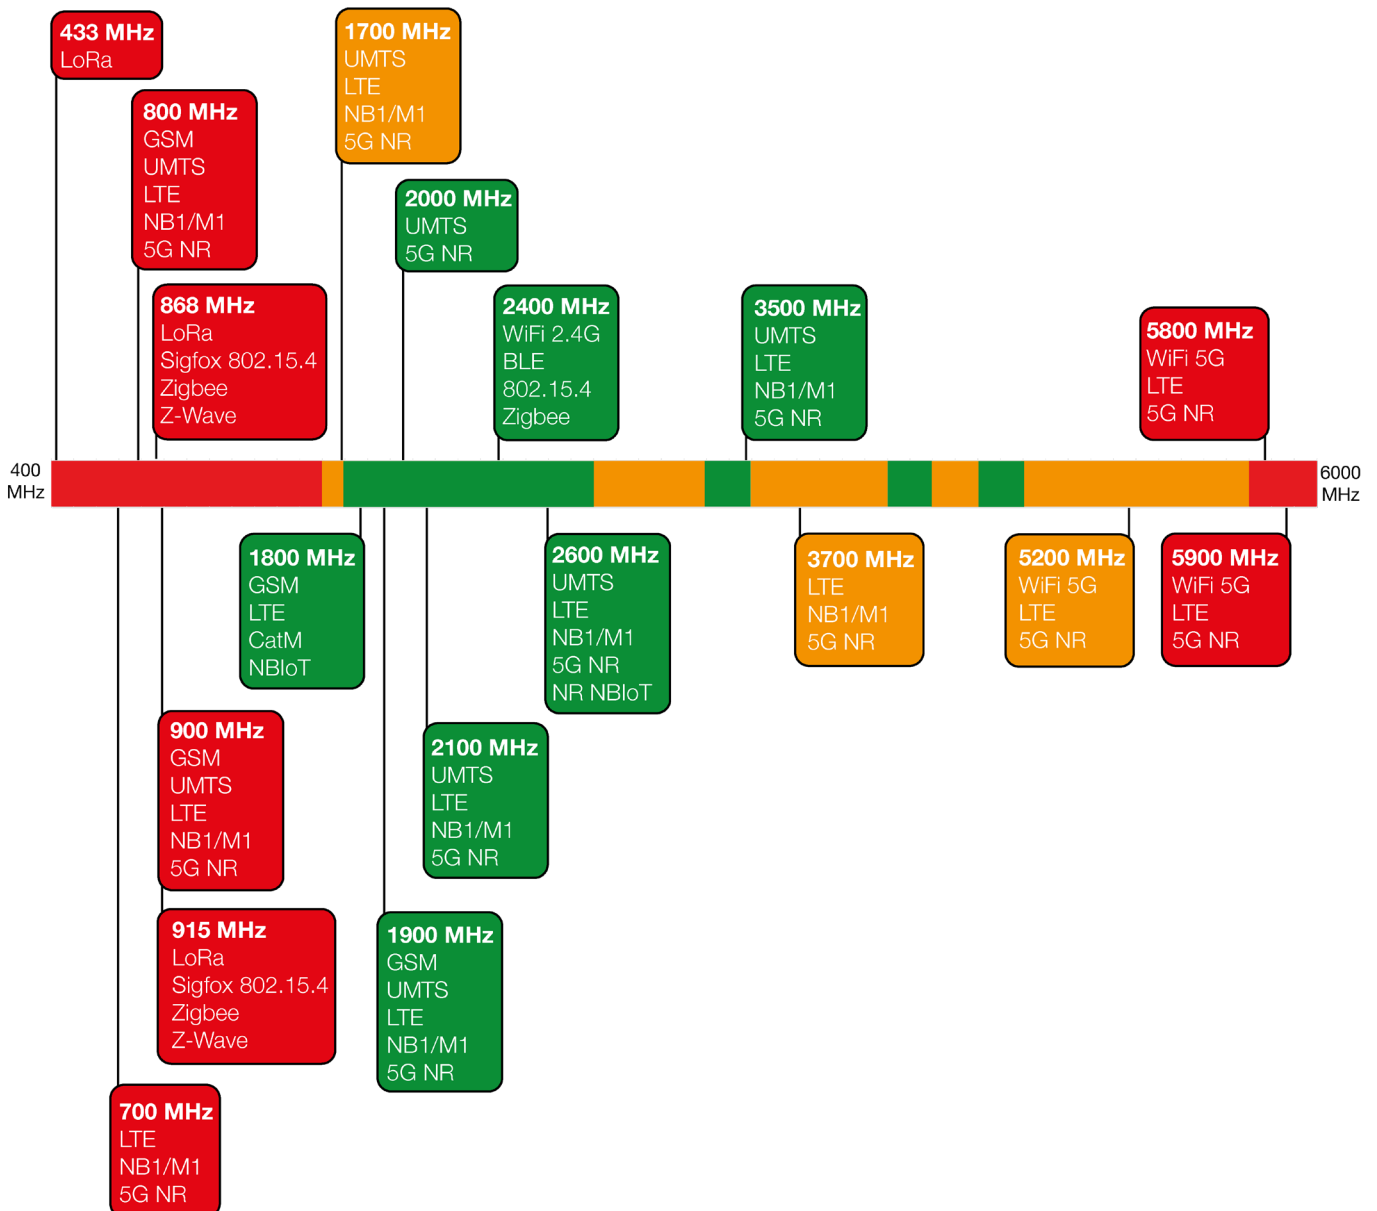 433 MHz
LoRa
800 MHz
GSM
UMTS
LTE
NB1/M1
5G NR
868 MHz
LoRa
Sigfox 802.15.4
Zigbee
Z-Wave
1700 MHz
UMTS
LTE
NB1/M1
5G NR
2000 MHz
UMTS
5G NR
2400 MHz
WiFi 2.4G
BLE
802.15.4
Zigbee
3500 MHz
UMTS
LTE
NB1/M1
5G NR
5800 MHz
WiFi 5G
LTE
5G NR
400
MHz
6000
MHz
1800 MHz
GSM
LTE
CatM
NBIoT
2600 MHz
UMTS
LTE
NB1/M1
5G NR
NR NBIoT
3700 MHz
LTE
NB1/M1
5G NR
5200 MHz
WiFi 5G
LTE
5G NR
5900 MHz
WiFi 5G
LTE
5G NR
900 MHz
GSM
UMTS
LTE
NB1/M1
5G NR
2100 MHz
UMTS
LTE
NB1/M1
5G NR
915 MHz
LoRa
Sigfox 802.15.4
Zigbee
Z-Wave
1900 MHz
GSM
UMTS
LTE
NB1/M1
5G NR
700 MHz
LTE
NB1/M1
5G NR